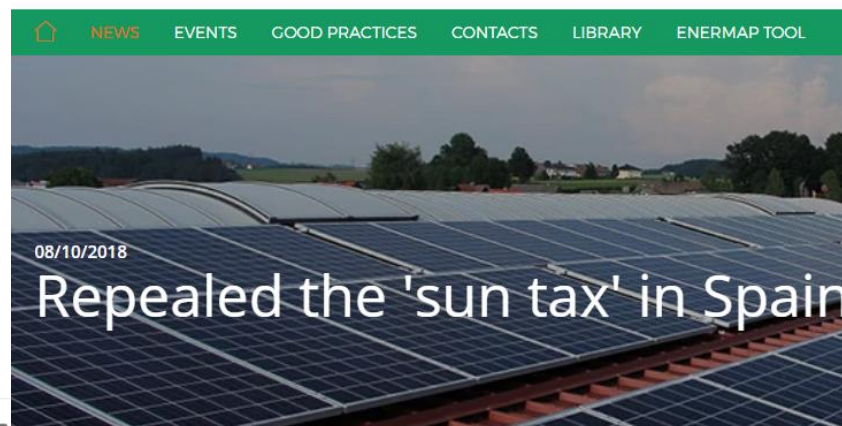 NEWS EVENTS GOOD PRACTICES CONTACTS LIBRARY ENERMAP TOOL
08/10/2018
Repealed the 'sun tax' in Spain